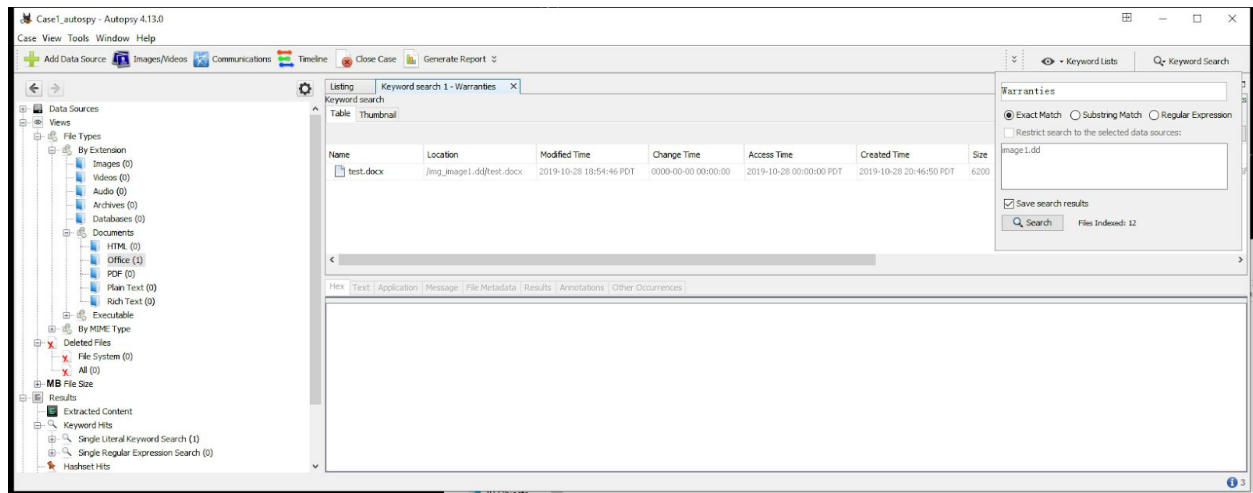 Case1_autospy - Autopsy 4.13.0
Case View Tools Window Help
Add Data Source Images/Videos Communications Timeline Close Case Generate Report Keyword Lists Keyword Search
Data Sources
Views
File Types
By Extension
Images (0)
Videos (0)
Audio (0)
Archives (0)
Databases (0)
Documents
HTML (0)
Office (1)
PDF (0)
Plain Text (0)
Rich Text (0)
Executable
By MIME Type
Deleted Files
File System (0)
All (0)
MB File Size
Results
Extracted Content
Keyword Hits
Single Literal Keyword Search (1)
Single Regular Expression Search (0)
Hashset Hits
Listing Keyword search 1 - Warranties X
Keyword search
Table Thumbnail
Name Location Modified Time Change Time Access Time Created Time Size
test.docx /img_image1.dd/test.docx 2019-10-28 18:54:46 PDT 0000-00-00 00:00:00 2019-10-28 00:00:00 PDT 2019-10-28 20:46:50 PDT 6200
Hex Text Application Message File Metadata Results Annotations Other Occurrences
Warranties
Exact Match Substring Match Regular Expression
Restrict search to the selected data sources:
image1.dd
Save search results
Search Files Indexed: 12
3